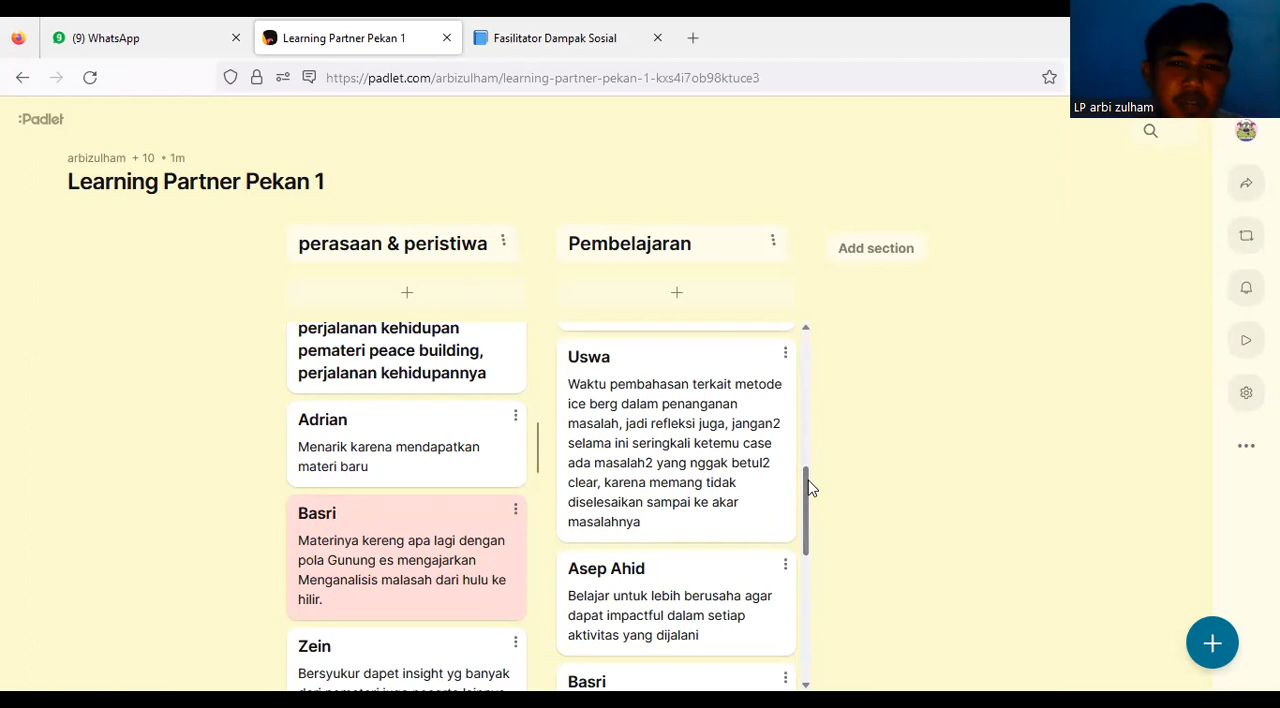 (9) WhatsApp
Learning Partner Pekan 1
Fasilitator Dampak Sosial
https://padlet.com/arbizulham/learning-partner-pekan-1-kxs4i7ob98ktuce3
LP arbi zulham
:Padlet
arbizulham + 10 • 1m
Learning Partner Pekan 1
perasaan & peristiwa
perjalanan kehidupan
pemateri peace building,
perjalanan kehidupannya
Adrian
Menarik karena mendapatkan
materi baru
Basri
Materinya kereng apa lagi dengan
pola Gunung es mengajarkan
Menganalisis malasah dari hulu ke
hilir.
Zein
Bersyukur dapet insight yg banyak
dari pemateri juga peserta lainnya
Pembelajaran
Uswa
Waktu pembahasan terkait metode
ice berg dalam penanganan
masalah, jadi refleksi juga, jangan2
selama ini seringkali ketemu case
ada masalah2 yang nggak betul2
clear, karena memang tidak
diselesaikan sampai ke akar
masalahnya
Asep Ahid
Belajar untuk lebih berusaha agar
dapat impactful dalam setiap
aktivitas yang dijalani
Basri
Add section